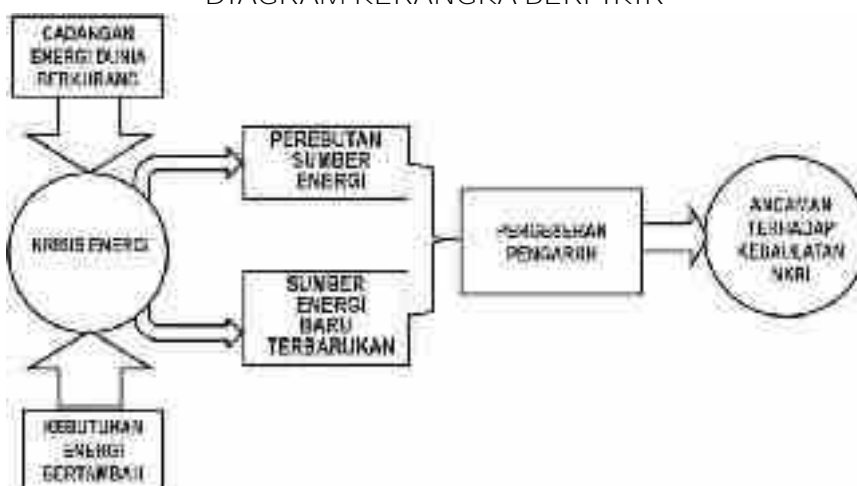 DIAGRAM KERANGKA BERPIKIR
CADANGAN
ENERGI DUNIA
BERKURANG
PEREBUTAN
SUMBER
ENERGI
KRISIS ENERGI
SUMBER
ENERGI
BARU
TERBARUKAN
PERGESERAN
PENGARUH
ANCAMAN
TERHADAP
KEDAULATAN
NKRI
KEBUTUHAN
ENERGI
BERTAMBAH